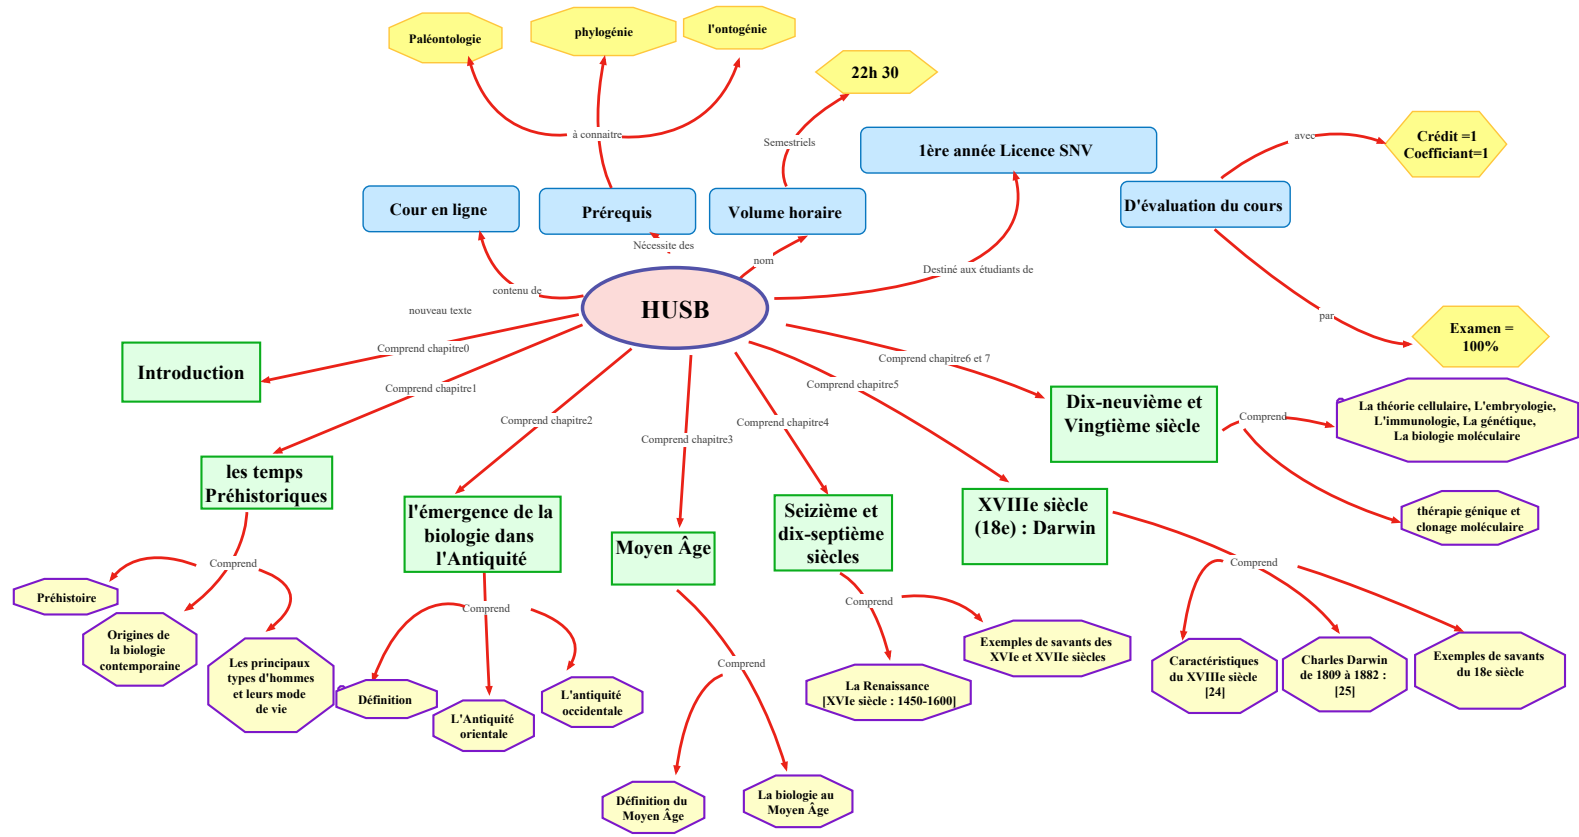 Paléontologie
phylogénie
l'ontogénie
22h 30
à connaitre
Semestriels
1ère année Licence SNV
avec
Crédit =1
Coefficiant=1
Cour en ligne
Prérequis
Volume horaire
D'évaluation du cours
Nécessite des
nom
Destiné aux étudiants de
contenu de
nouveau texte
HUSB
par
Examen =
100%
Introduction
Comprend chapitre0
Comprend chapitre1
Comprend chapitre2
Comprend chapitre3
Comprend chapitre4
Comprend chapitre5
Comprend chapitre6 et 7
Dix-neuvième et
Vingtième siècle
Comprend
La théorie cellulaire, L'embryologie,
L'immunologie, La génétique,
La biologie moléculaire
thérapie génique et
clonage moléculaire
les temps
Préhistoriques
l'émergence de la
biologie dans
l'Antiquité
Moyen Âge
Seizième et
dix-septième
siècles
XVIIIe siècle
(18e) : Darwin
Comprend
Préhistoire
Origines de
la biologie
contemporaine
Les principaux
types d'hommes
et leurs mode
de vie
Comprend
Définition
L'Antiquité
orientale
L'antiquité
occidentale
Comprend
Définition du
Moyen Âge
La biologie au
Moyen Âge
Comprend
La Renaissance
[XVIe siècle : 1450-1600]
Exemples de savants des
XVIe et XVIIe siècles
Comprend
Caractéristiques
du XVIIIe siècle
[24]
Charles Darwin
de 1809 à 1882 :
[25]
Exemples de savants
du 18e siècle